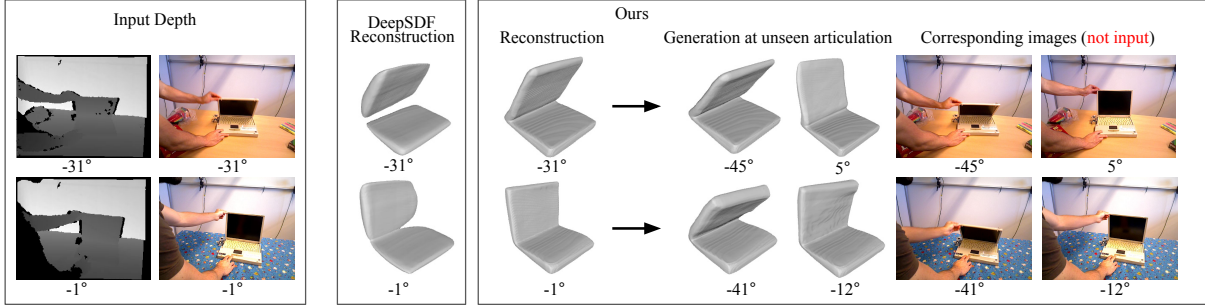 Input Depth
DeepSDF
Reconstruction
Ours
Reconstruction
Generation at unseen articulation
Corresponding images (not input)
-31°
-31°
-31°
-31°
-45°
5°
-45°
5°
-1°
-1°
-1°
-1°
-41°
-12°
-41°
-12°